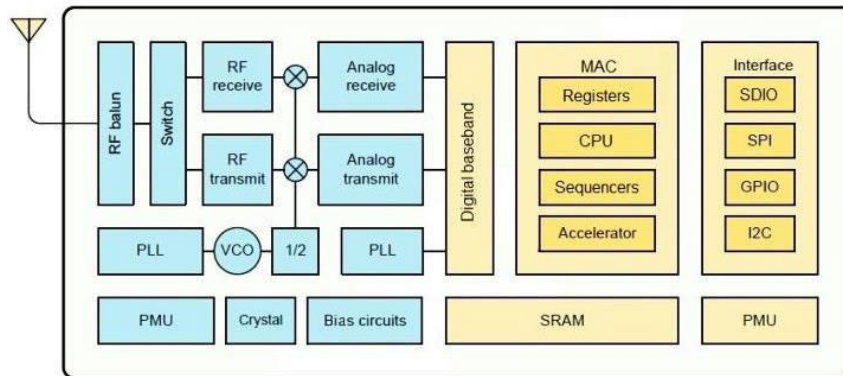 RF balun
Switch
RF
receive
Analog
receive
RF
transmit
Analog
transmit
PLL
VCO
1/2
PLL
Digital baseband
MAC
Registers
CPU
Sequencers
Accelerator
Interface
SDIO
SPI
GPIO
I2C
PMU
Crystal
Bias circuits
SRAM
PMU